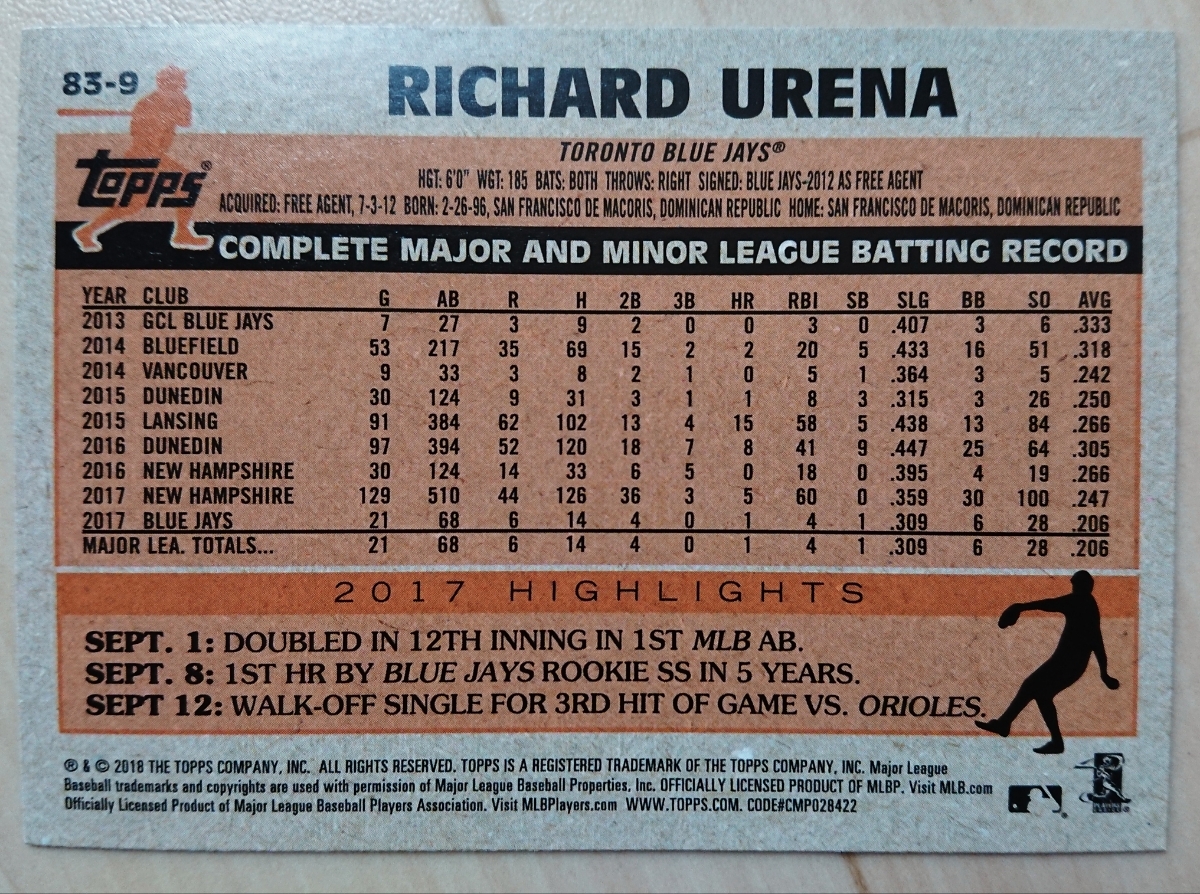 83-9
RICHARD URENA
topps®
TORONTO BLUE JAYS®
HGT: 6'0" WGT: 185 BATS: BOTH THROWS: RIGHT SIGNED: BLUE JAYS-2012 AS FREE AGENT
ACQUIRED: FREE AGENT, 7-3-12 BORN: 2-26-96, SAN FRANCISCO DE MACORIS, DOMINICAN REPUBLIC HOME: SAN FRANCISCO DE MACORIS, DOMINICAN REPUBLIC
COMPLETE MAJOR AND MINOR LEAGUE BATTING RECORD
YEAR CLUB G AB R H 2B 3B HR RBI SB SLG BB SO AVG
2013 GCL BLUE JAYS 7 27 3 9 2 0 0 3 0 .407 3 6 .333
2014 BLUEFIELD 53 217 35 69 15 2 2 20 5 .433 16 51 .318
2014 VANCOUVER 9 33 3 8 2 1 0 5 1 .364 3 5 .242
2015 DUNEDIN 30 124 9 31 3 1 1 8 3 .315 3 26 .250
2015 LANSING 91 384 62 102 13 4 15 58 5 .438 13 84 .266
2016 DUNEDIN 97 394 52 120 18 7 8 41 9 .447 25 64 .305
2016 NEW HAMPSHIRE 30 124 14 33 6 5 0 18 0 .395 4 19 .266
2017 NEW HAMPSHIRE 129 510 44 126 36 3 5 60 0 .359 30 100 .247
2017 BLUE JAYS 21 68 6 14 4 0 1 4 1 .309 6 28 .206
MAJOR LEA. TOTALS... 21 68 6 14 4 0 1 4 1 .309 6 28 .206
2017 HIGHLIGHTS
SEPT. 1: DOUBLED IN 12TH INNING IN 1ST MLB AB.
SEPT. 8: 1ST HR BY BLUE JAYS ROOKIE SS IN 5 YEARS.
SEPT 12: WALK-OFF SINGLE FOR 3RD HIT OF GAME VS. ORIOLES.
® & © 2018 THE TOPPS COMPANY, INC. ALL RIGHTS RESERVED. TOPPS IS A REGISTERED TRADEMARK OF THE TOPPS COMPANY, INC. Major League
Baseball trademarks and copyrights are used with permission of Major League Baseball Properties, Inc. OFFICIALLY LICENSED PRODUCT OF MLBP. Visit MLB.com
Officially Licensed Product of Major League Baseball Players Association. Visit MLBPlayers.com WWW.TOPPS.COM. CODE#CMP028422